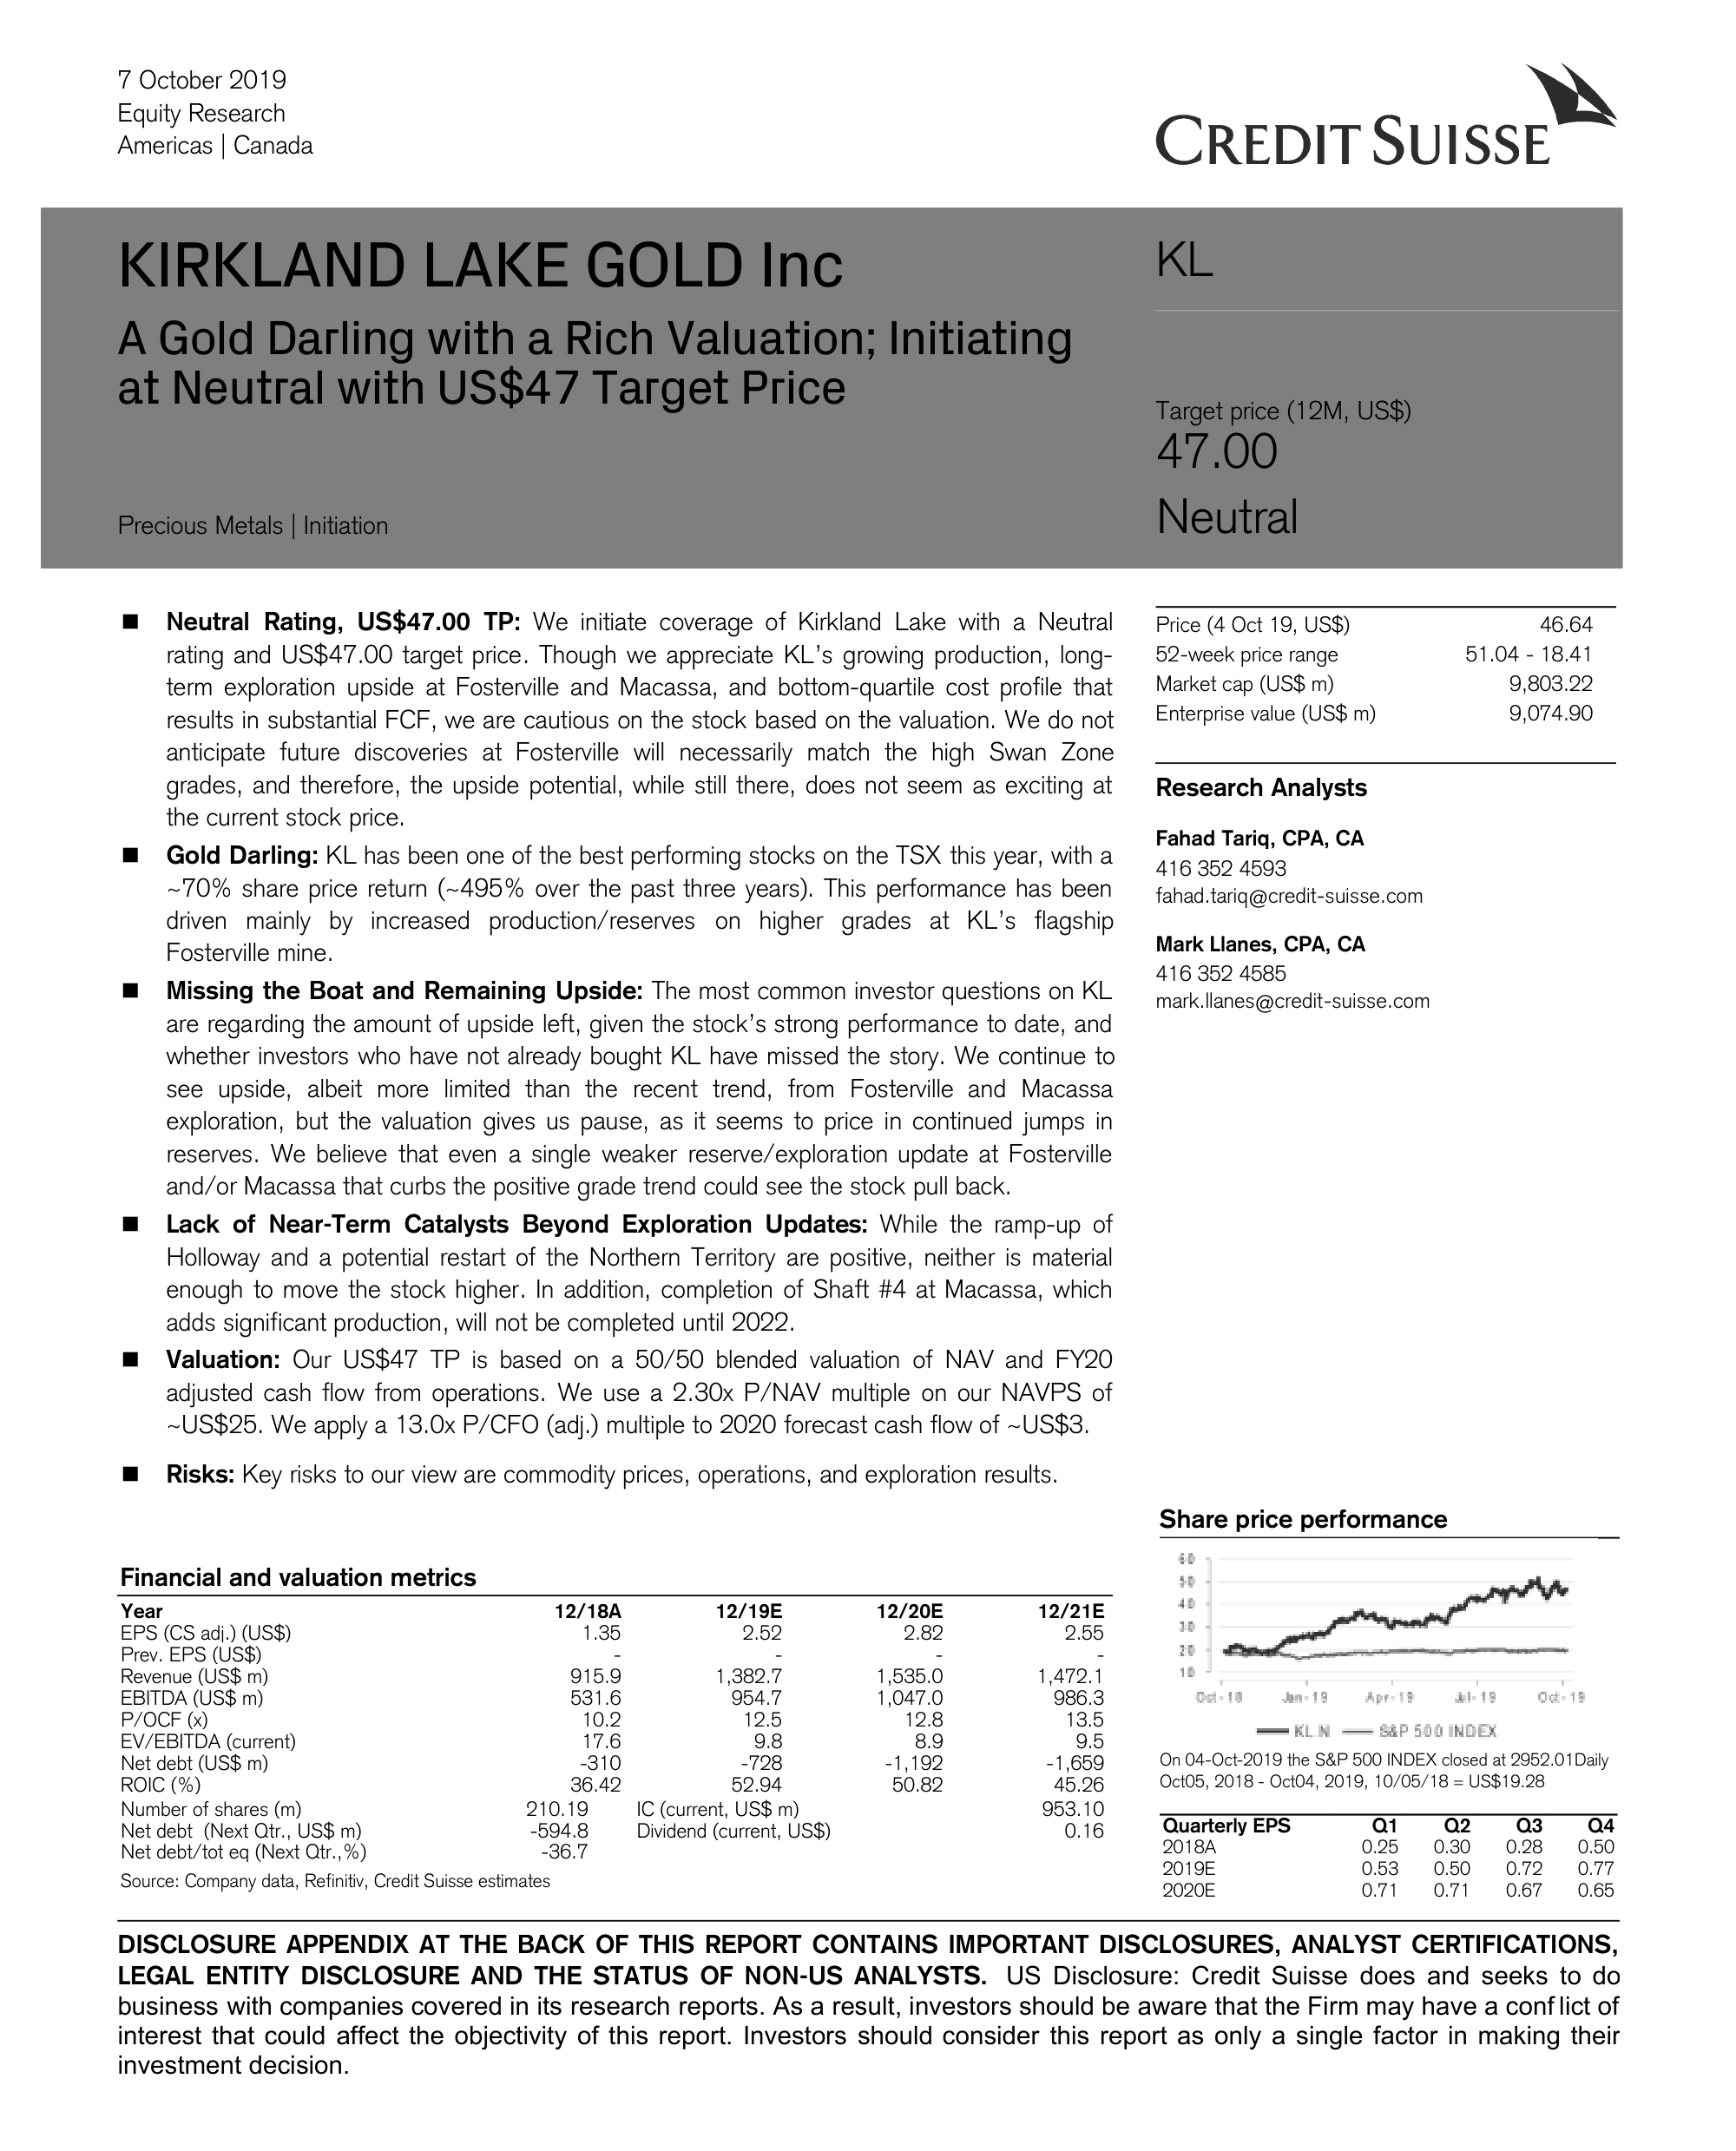 7 October 2019
Equity Research
Americas | Canada
CREDIT SUISSE
KIRKLAND LAKE GOLD Inc
A Gold Darling with a Rich Valuation; Initiating
at Neutral with US$47 Target Price
Precious Metals | Initiation
KL
Target price (12M, US$)
47.00
Neutral
■ Neutral Rating, US$47.00 TP: We initiate coverage of Kirkland Lake with a Neutral
rating and US$47.00 target price. Though we appreciate KL's growing production, long-
term exploration upside at Fosterville and Macassa, and bottom-quartile cost profile that
results in substantial FCF, we are cautious on the stock based on the valuation. We do not
anticipate future discoveries at Fosterville will necessarily match the high Swan Zone
grades, and therefore, the upside potential, while still there, does not seem as exciting at
the current stock price.
■ Gold Darling: KL has been one of the best performing stocks on the TSX this year, with a
~70% share price return (~495% over the past three years). This performance has been
driven mainly by increased production/reserves on higher grades at KL's flagship
Fosterville mine.
■ Missing the Boat and Remaining Upside: The most common investor questions on KL
are regarding the amount of upside left, given the stock's strong performance to date, and
whether investors who have not already bought KL have missed the story. We continue to
see upside, albeit more limited than the recent trend, from Fosterville and Macassa
exploration, but the valuation gives us pause, as it seems to price in continued jumps in
reserves. We believe that even a single weaker reserve/exploration update at Fosterville
and/or Macassa that curbs the positive grade trend could see the stock pull back.
■ Lack of Near-Term Catalysts Beyond Exploration Updates: While the ramp-up of
Holloway and a potential restart of the Northern Territory are positive, neither is material
enough to move the stock higher. In addition, completion of Shaft #4 at Macassa, which
adds significant production, will not be completed until 2022.
■ Valuation: Our US$47 TP is based on a 50/50 blended valuation of NAV and FY20
adjusted cash flow from operations. We use a 2.30x P/NAV multiple on our NAVPS of
~US$25. We apply a 13.0x P/CFO (adj.) multiple to 2020 forecast cash flow of ~US$3.
■ Risks: Key risks to our view are commodity prices, operations, and exploration results.
Price (4 Oct 19, US$) 46.64
52-week price range 51.04 - 18.41
Market cap (US$ m) 9,803.22
Enterprise value (US$ m) 9,074.90
Research Analysts
Fahad Tariq, CPA, CA
416 352 4593
fahad.tariq@credit-suisse.com
Mark Llanes, CPA, CA
416 352 4585
mark.llanes@credit-suisse.com
Share price performance
60
50
40
30
20
10
Oct-18 Jan-19 Apr-19 Jul-19 Oct-19
KL.N S&P 500 INDEX
On 04-Oct-2019 the S&P 500 INDEX closed at 2952.01Daily
Oct05, 2018 - Oct04, 2019, 10/05/18 = US$19.28
Quarterly EPS Q1 Q2 Q3 Q4
2018A 0.25 0.30 0.28 0.50
2019E 0.53 0.50 0.72 0.77
2020E 0.71 0.71 0.67 0.65
Financial and valuation metrics
Year 12/18A 12/19E 12/20E 12/21E
EPS (CS adj.) (US$) 1.35 2.52 2.82 2.55
Prev. EPS (US$) - - - -
Revenue (US$ m) 915.9 1,382.7 1,535.0 1,472.1
EBITDA (US$ m) 531.6 954.7 1,047.0 986.3
P/OCF (x) 10.2 12.5 12.8 13.5
EV/EBITDA (current) 17.6 9.8 8.9 9.5
Net debt (US$ m) -310 -728 -1,192 -1,659
ROIC (%) 36.42 52.94 50.82 45.26
Number of shares (m) 210.19 IC (current, US$ m) 953.10
Net debt (Next Qtr., US$ m) -594.8 Dividend (current, US$) 0.16
Net debt/tot eq (Next Qtr.,%) -36.7
Source: Company data, Refinitiv, Credit Suisse estimates
DISCLOSURE APPENDIX AT THE BACK OF THIS REPORT CONTAINS IMPORTANT DISCLOSURES, ANALYST CERTIFICATIONS,
LEGAL ENTITY DISCLOSURE AND THE STATUS OF NON-US ANALYSTS. US Disclosure: Credit Suisse does and seeks to do
business with companies covered in its research reports. As a result, investors should be aware that the Firm may have a conflict of
interest that could affect the objectivity of this report. Investors should consider this report as only a single factor in making their
investment decision.